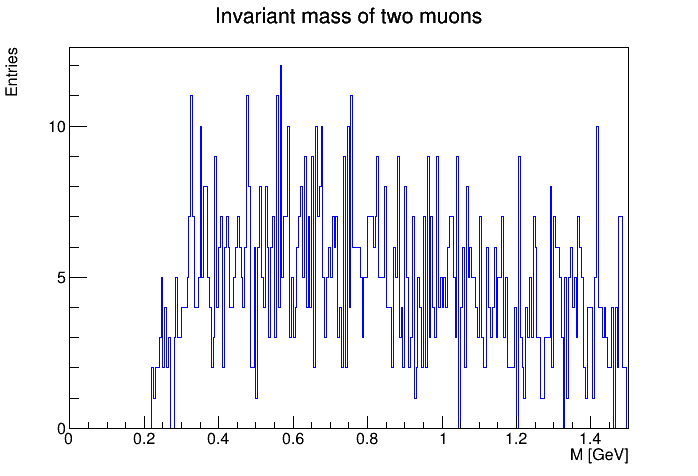 Invariant mass of two muons
Entries
10
5
0
0 0.2 0.4 0.6 0.8 1 1.2 1.4
M [GeV]